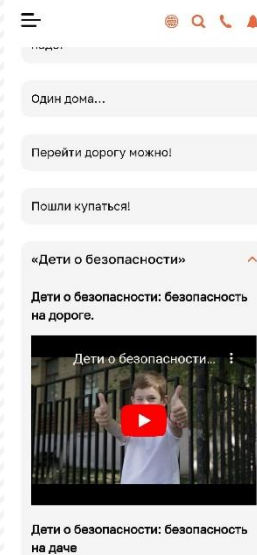 Один дома...
Перейти дорогу можно!
Пошли купаться!
«Дети о безопасности»
Дети о безопасности: безопасность
на дороге.
Дети о безопасности...
Дети о безопасности: безопасность
на даче